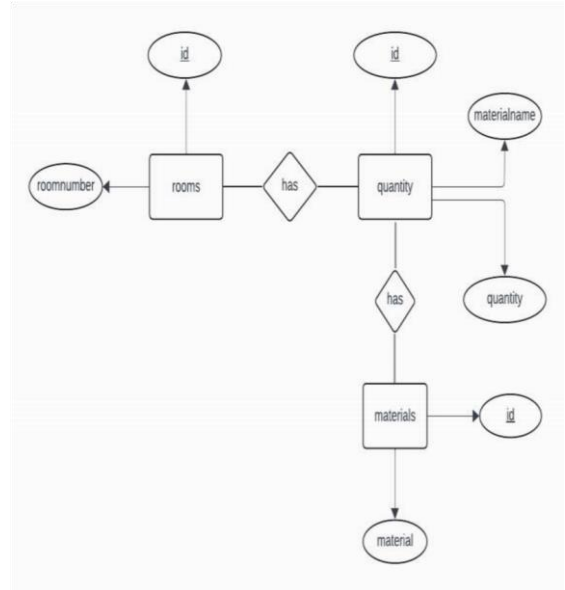 id
id
materialname
roomnumber
rooms
has
quantity
has
quantity
materials
id
material